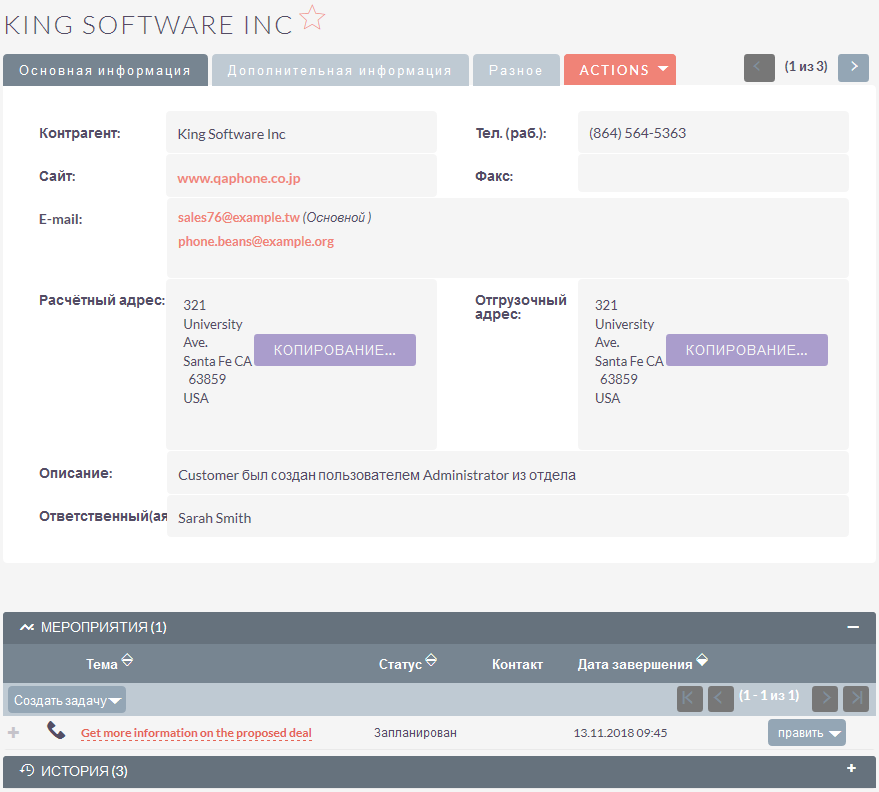 KING SOFTWARE INC
Основная информация Дополнительная информация Разное ACTIONS (1 из 3)
Контрагент: King Software Inc Тел. (раб.): (864) 564-5363
Сайт: www.qaphone.co.jp Факс:
E-mail: sales76@example.tw (Основной )
phone.beans@example.org
Расчётный адрес: 321 University Ave. Santa Fe CA 63859 USA КОПИРОВАНИЕ...
Отгрузочный адрес: 321 University Ave. Santa Fe CA 63859 USA КОПИРОВАНИЕ...
Описание: Customer был создан пользователем Administrator из отдела
Ответственный(ая Sarah Smith
МЕРОПРИЯТИЯ (1)
Тема Статус Контакт Дата завершения
Создать задачу (1 - 1 из 1)
Get more information on the proposed deal Запланирован 13.11.2018 09:45 править
ИСТОРИЯ (3)